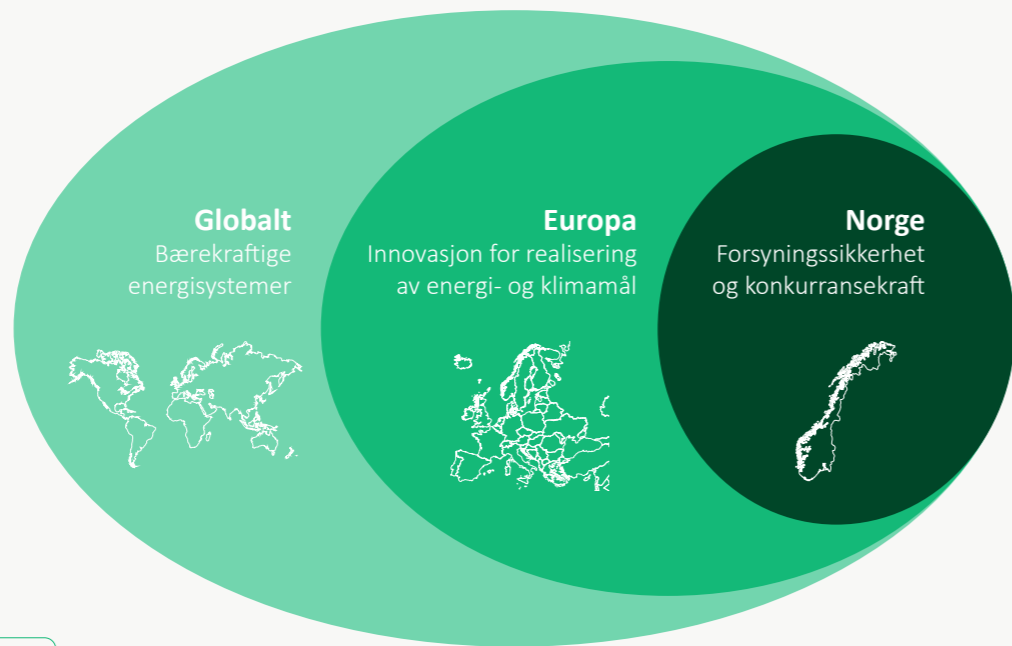 Globalt
Bærekraftige
energisystemer
Europa
Innovasjon for realisering
av energi- og klimamål
Norge
Forsyningssikkerhet
og konkurransekraft